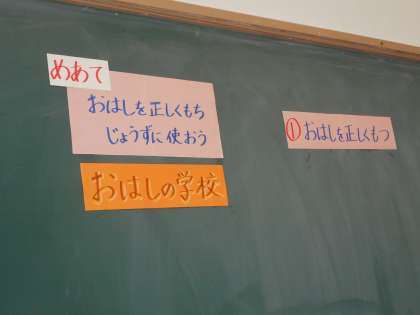 めあて
おはしを正しくもち
じょうずに使おう
おはしの学校
①おはしを正しくもつ